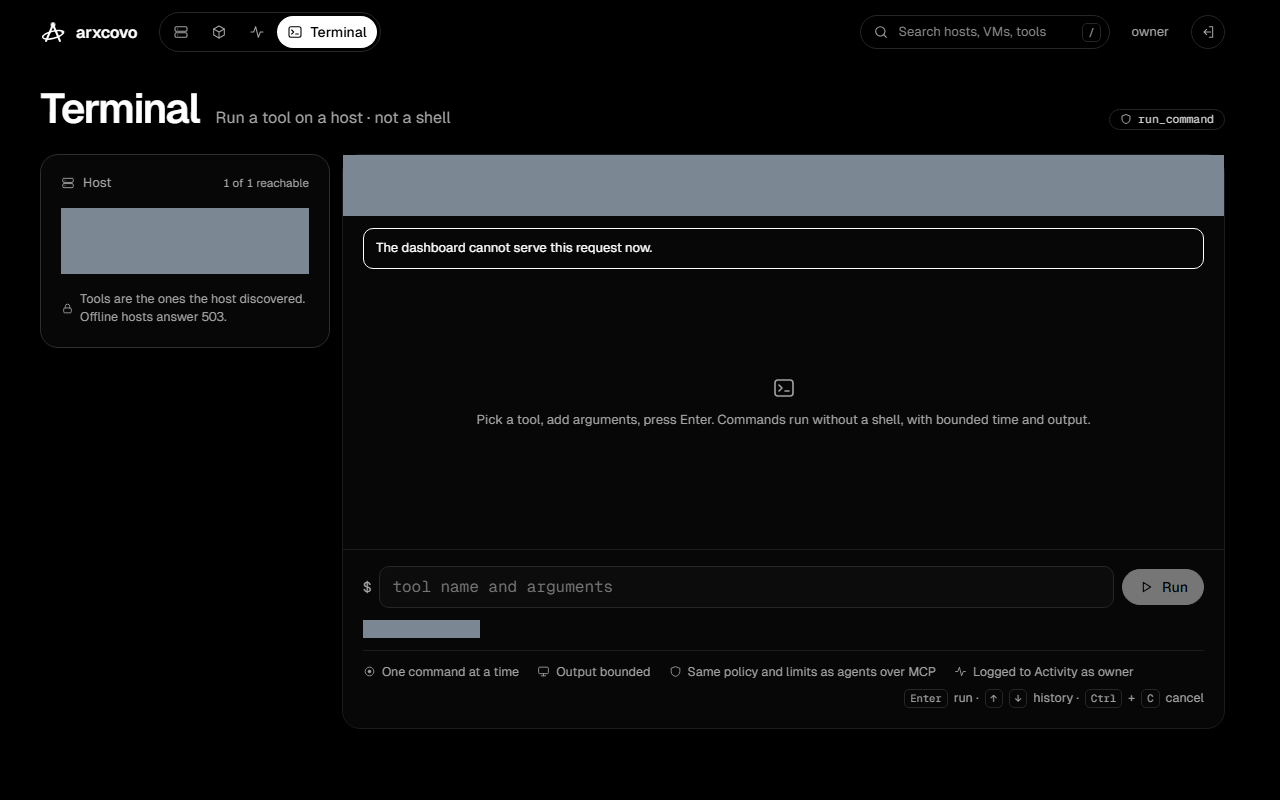 arxcovo
Terminal
Search hosts, VMs, tools
/
owner
Terminal
Run a tool on a host · not a shell
run_command
Host
1 of 1 reachable
Tools are the ones the host discovered.
Offline hosts answer 503.
The dashboard cannot serve this request now.
Pick a tool, add arguments, press Enter. Commands run without a shell, with bounded time and output.
$
tool name and arguments
Run
One command at a time
Output bounded
Same policy and limits as agents over MCP
Logged to Activity as owner
Enter run · ↑ ↓ history · Ctrl + C cancel